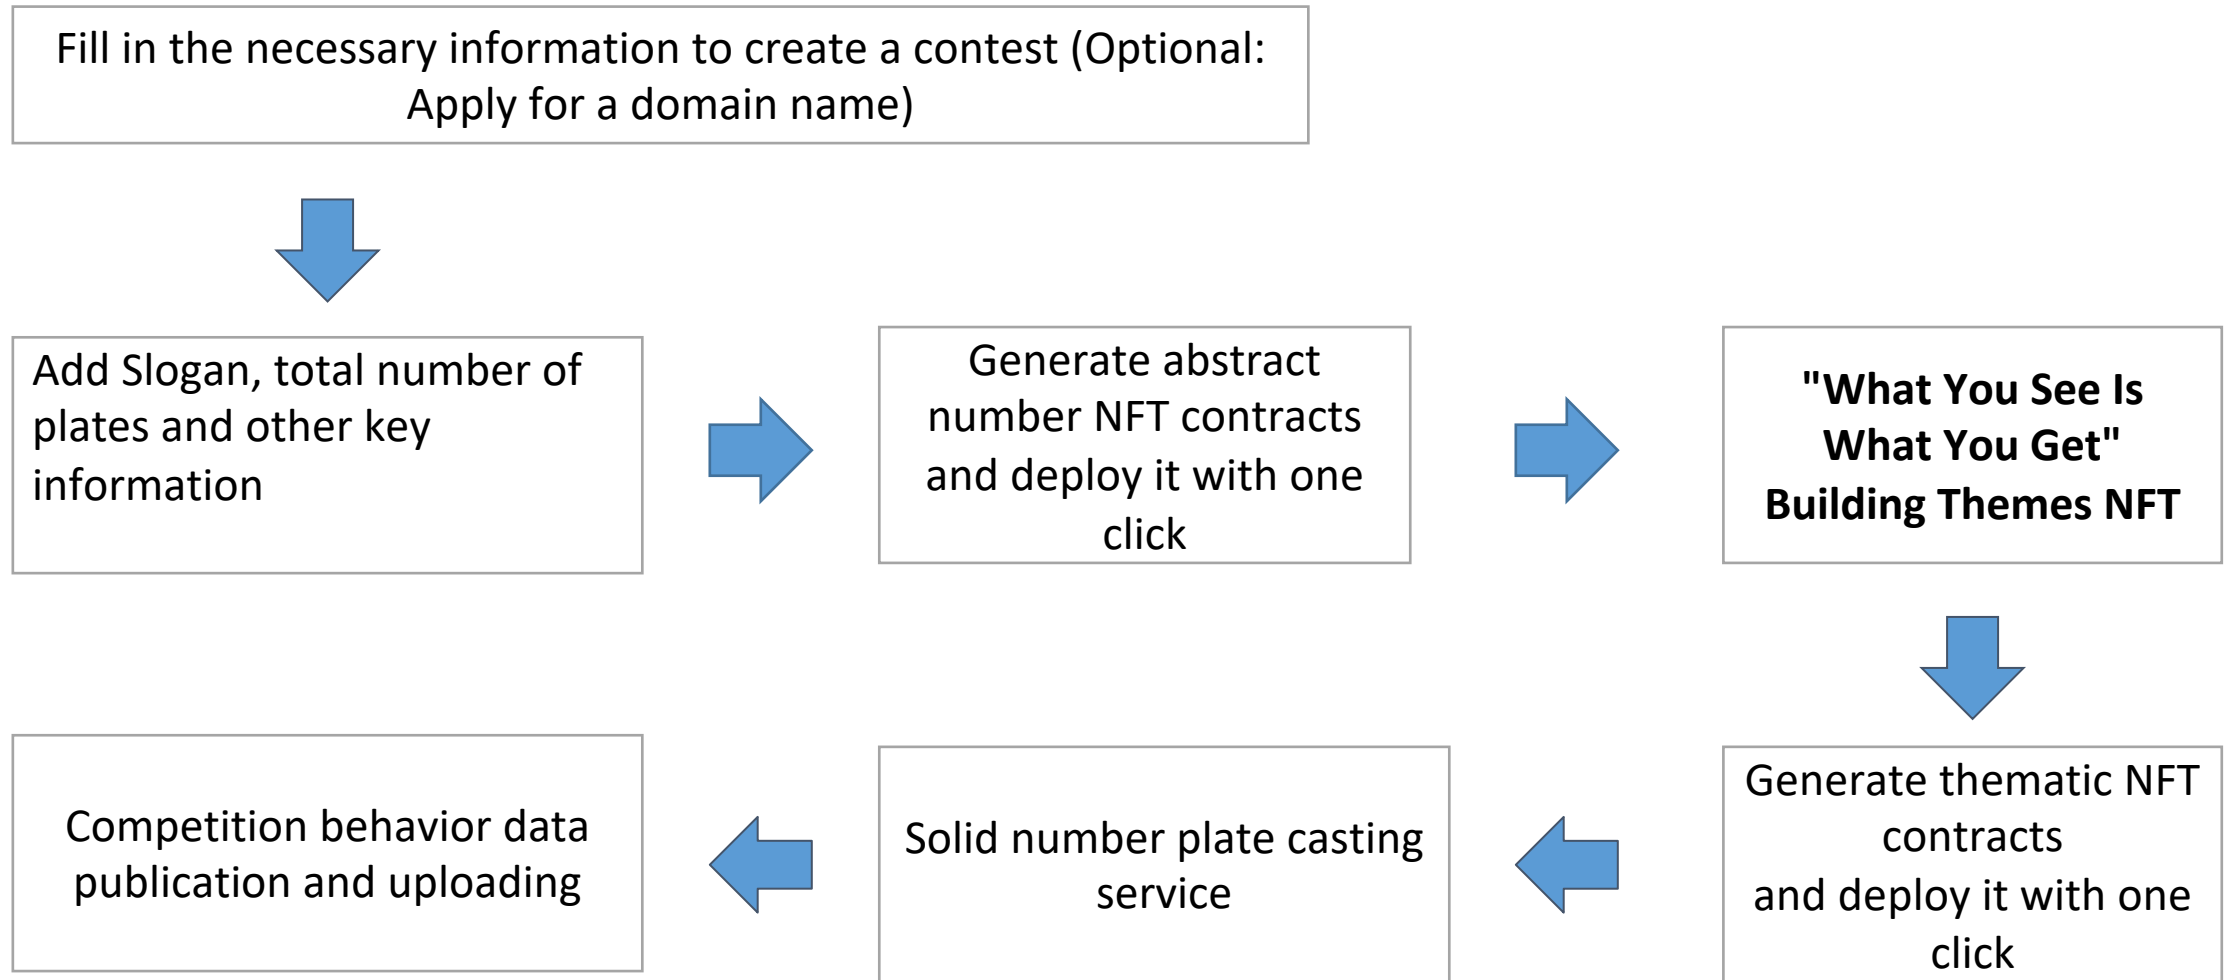 Fill in the necessary information to create a contest (Optional:
Apply for a domain name)
Add Slogan, total number of
plates and other key
information
Generate abstract
number NFT contracts
and deploy it with one
click
"What You See Is
What You Get"
Building Themes NFT
Generate thematic NFT
contracts
and deploy it with one
click
Solid number plate casting
service
Competition behavior data
publication and uploading